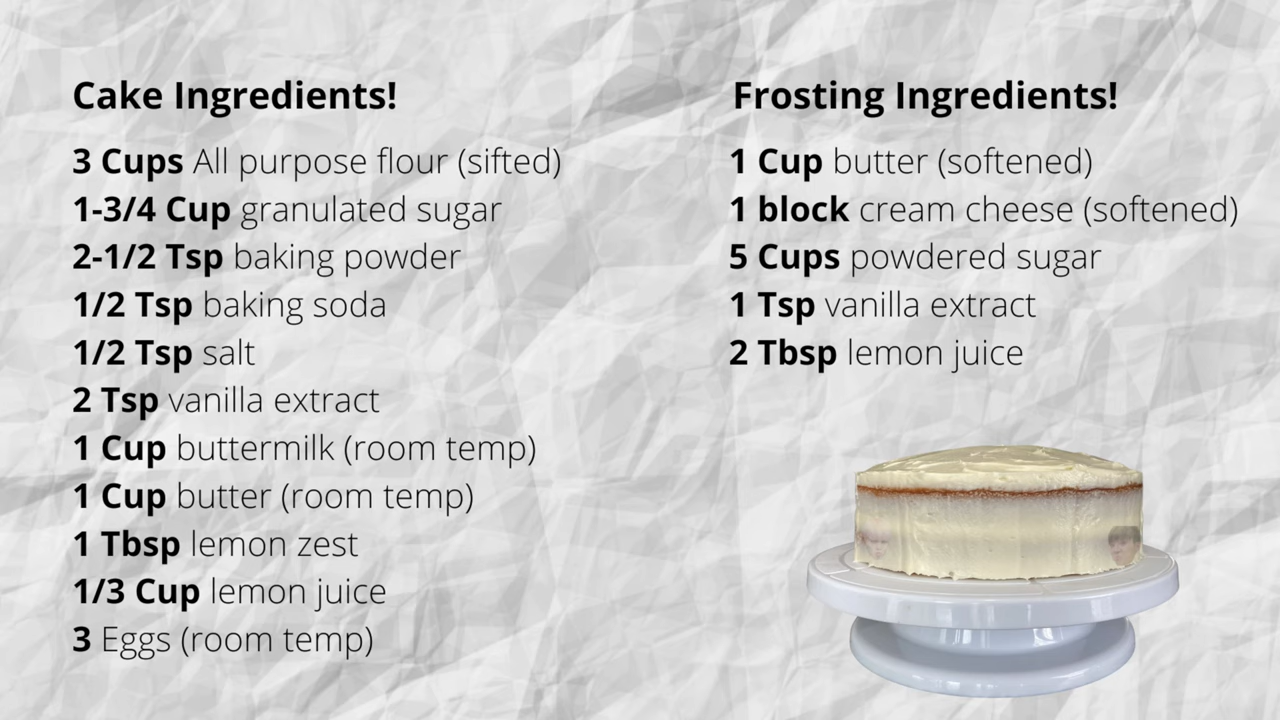 Cake Ingredients!
3 Cups All purpose flour (sifted)
1-3/4 Cup granulated sugar
2-1/2 Tsp baking powder
1/2 Tsp baking soda
1/2 Tsp salt
2 Tsp vanilla extract
1 Cup buttermilk (room temp)
1 Cup butter (room temp)
1 Tbsp lemon zest
1/3 Cup lemon juice
3 Eggs (room temp)
Frosting Ingredients!
1 Cup butter (softened)
1 block cream cheese (softened)
5 Cups powdered sugar
1 Tsp vanilla extract
2 Tbsp lemon juice